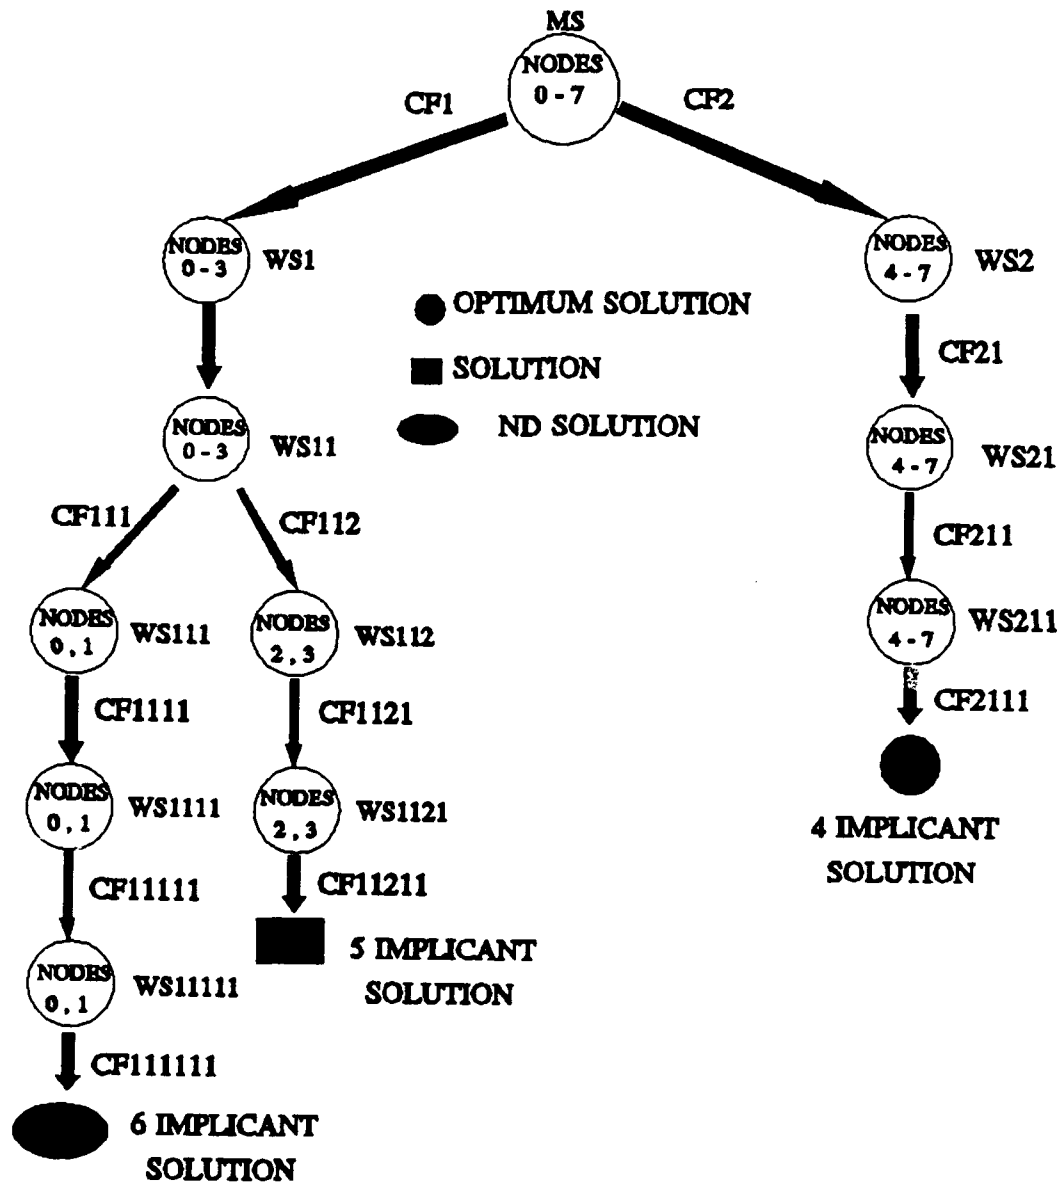 MS
NODES
0 - 7
CF1
CF2
NODES
0 - 3
WS1
NODES
4 - 7
WS2
OPTIMUM SOLUTION
SOLUTION
ND SOLUTION
CF21
NODES
0 - 3
WS11
NODES
4 - 7
WS21
CF111
CF112
CF211
NODES
0 , 1
WS111
NODES
2 , 3
WS112
NODES
4 - 7
WS211
CF1111
CF1121
CF2111
NODES
0 , 1
WS1111
NODES
2 , 3
WS1121
4 IMPLICANT
SOLUTION
CF11111
CF11211
NODES
0 , 1
WS11111
5 IMPLICANT
SOLUTION
CF111111
6 IMPLICANT
SOLUTION